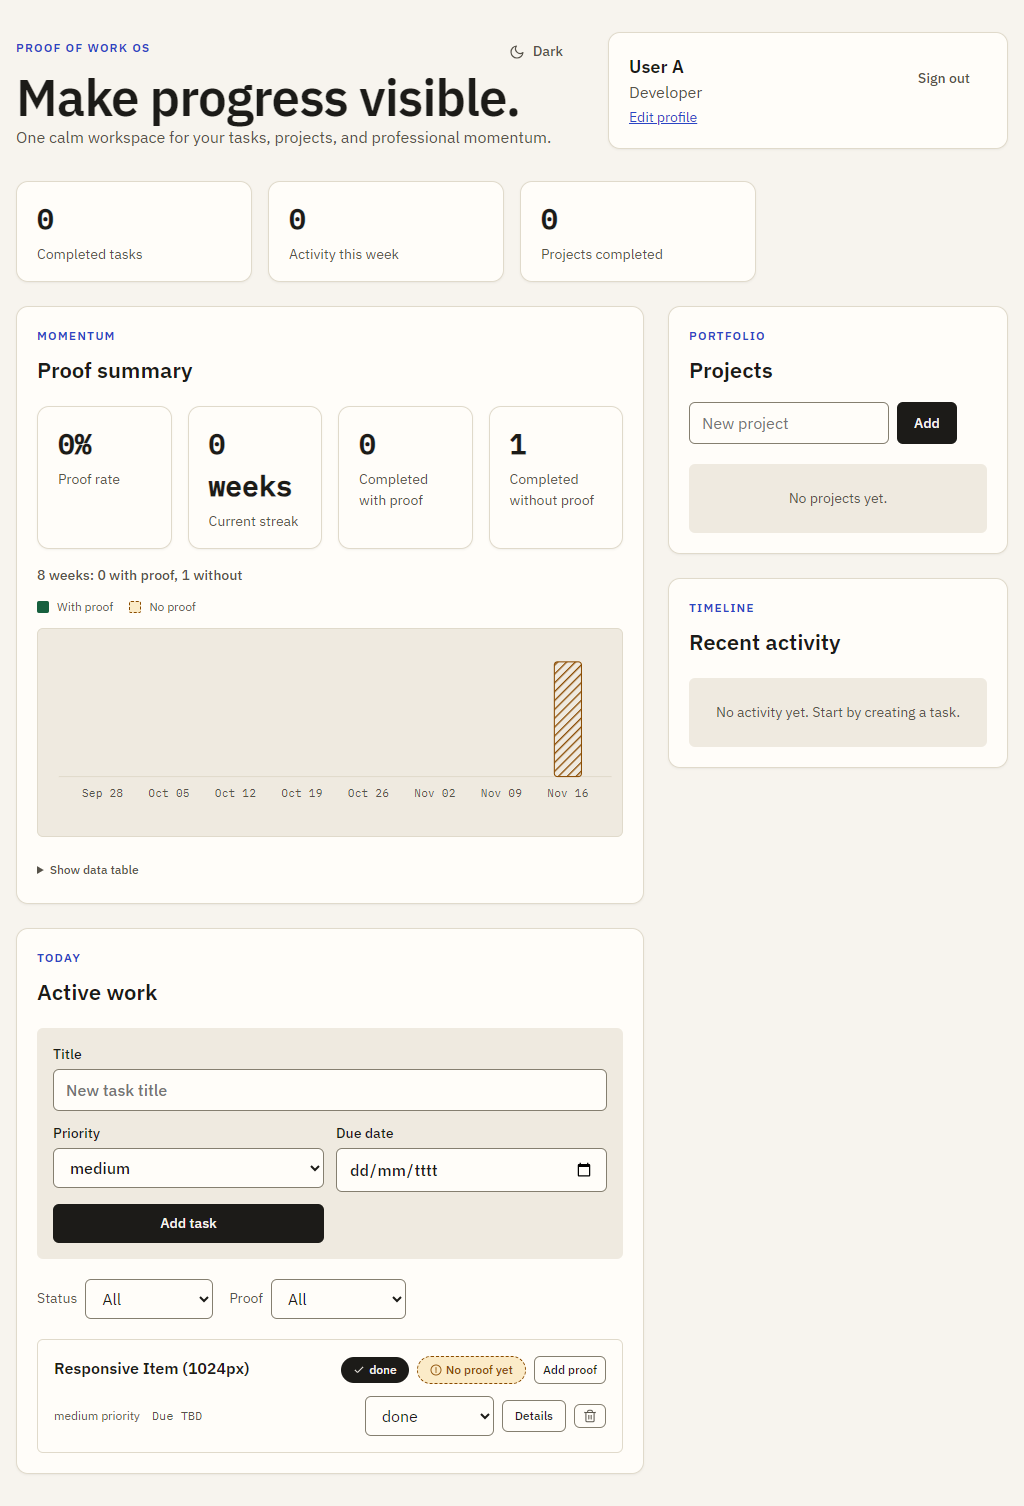 PROOF OF WORK OS
Dark
Make progress visible.
One calm workspace for your tasks, projects, and professional momentum.
User A
Developer
Edit profile
Sign out
0
Completed tasks
0
Activity this week
0
Projects completed
MOMENTUM
Proof summary
0%
Proof rate
0
weeks
Current streak
0
Completed
with proof
1
Completed
without proof
8 weeks: 0 with proof, 1 without
With proof
No proof
Sep 28 Oct 05 Oct 12 Oct 19 Oct 26 Nov 02 Nov 09 Nov 16
Show data table
PORTFOLIO
Projects
New project
Add
No projects yet.
TIMELINE
Recent activity
No activity yet. Start by creating a task.
TODAY
Active work
Title
New task title
Priority
Due date
medium
dd/mm/tttt
Add task
Status
All
Proof
All
Responsive Item (1024px)
done
No proof yet
Add proof
medium priority
Due TBD
done
Details